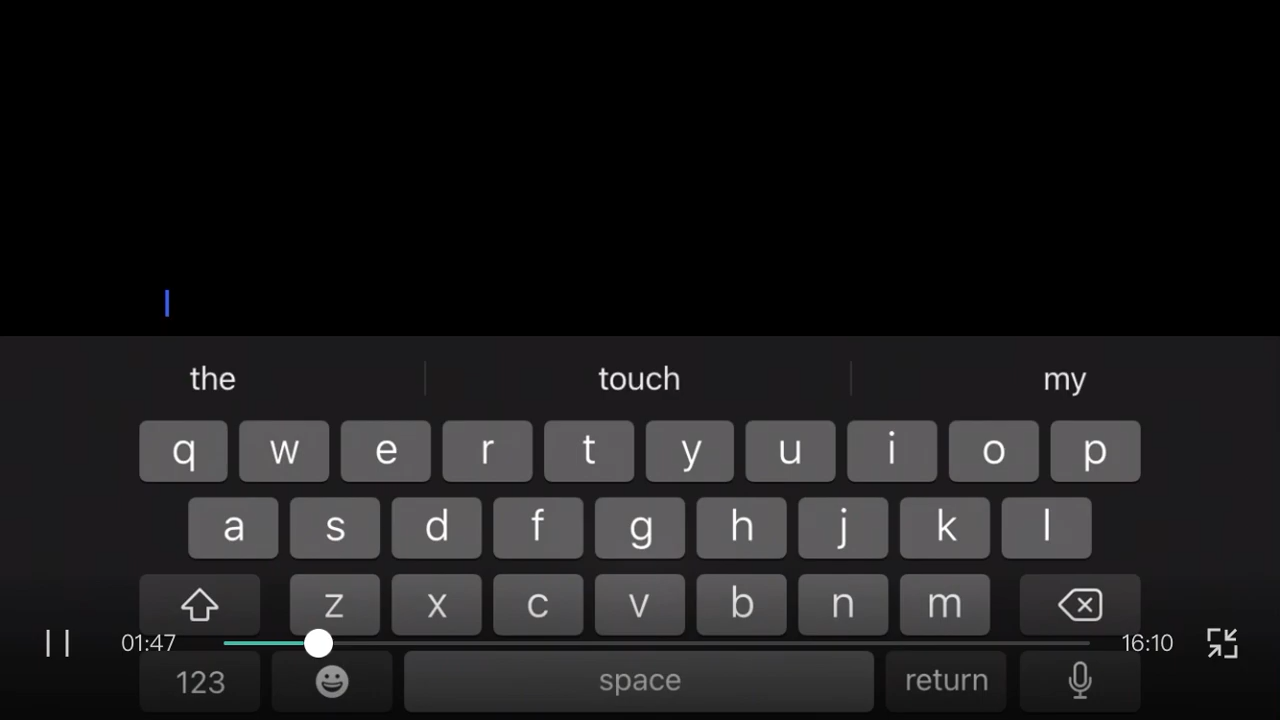 the touch my
q w e r t y u i o p
a s d f g h j k l
z x c v b n m
01:47 16:10
123 space return